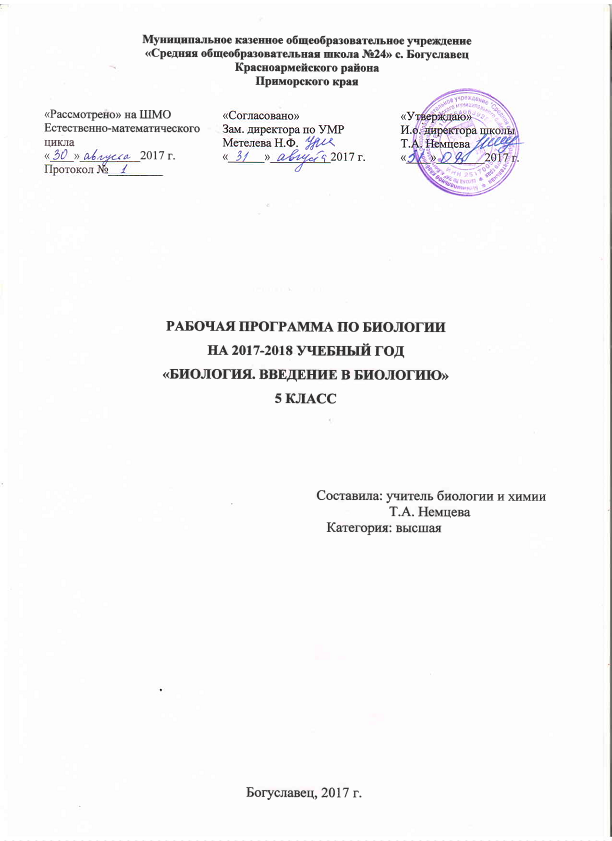 Муниципальное казенное общеобразовательное учреждение
«Средняя общеобразовательная школа №24» с. Богуславец
Красноармейского района
Приморского края
«Рассмотрено» на ШМО
Естественно-математического
цикла
« 30 » августа 2017 г.
Протокол № 1
«Согласовано»
Зам. директора по УМР
Метелева Н.Ф.
« 31 » август 2017 г.
«Утверждаю»
И.о. директора школы
Т.А. Немцева
« 31 » 08 2017 г.
РАБОЧАЯ ПРОГРАММА ПО БИОЛОГИИ
НА 2017-2018 УЧЕБНЫЙ ГОД
«БИОЛОГИЯ. ВВЕДЕНИЕ В БИОЛОГИЮ»
5 КЛАСС
Составила: учитель биологии и химии
Т.А. Немцева
Категория: высшая
Богуславец, 2017 г.